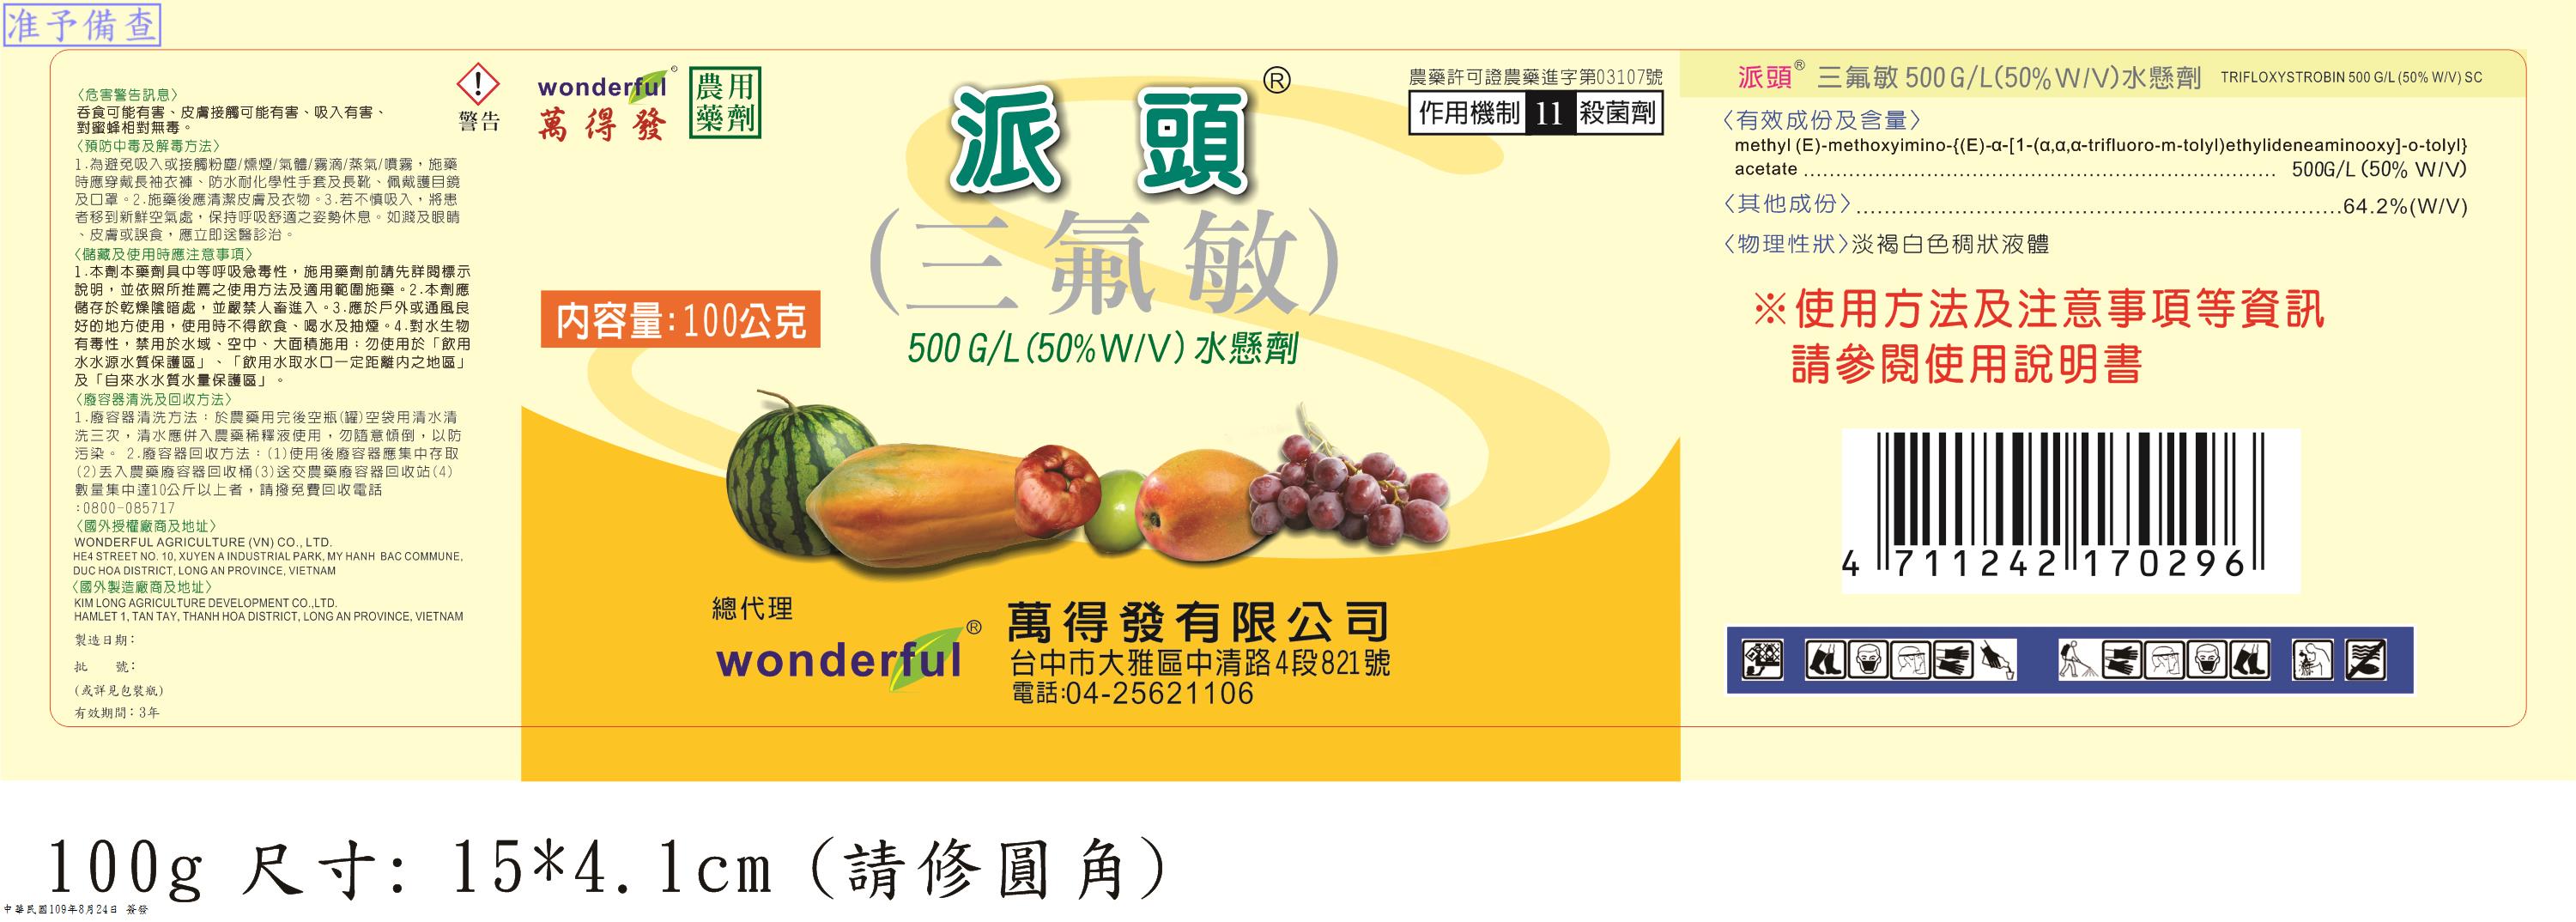 准予備查
〈危害警告訊息〉
吞食可能有害、皮膚接觸可能有害、吸入有害、
對蜜蜂相對無毒。
〈預防中毒及解毒方法〉
1.為避免吸入或接觸粉塵/燻煙/氣體/霧滴/蒸氣/噴霧，施藥
時應穿戴長袖衣褲、防水耐化學性手套及長靴、佩戴護目鏡
及口罩。2.施藥後應清潔皮膚及衣物。3.若不慎吸入，將患
者移到新鮮空氣處，保持呼吸舒適之姿勢休息。如濺及眼睛
、皮膚或誤食，應立即送醫診治。
〈儲藏及使用時應注意事項〉
1.本劑本藥劑具中等呼吸急毒性，施用藥劑前請先詳閱標示
說明，並依照所推薦之使用方法及適用範圍施藥。2.本劑應
儲存於乾燥陰暗處，並嚴禁人畜進入。3.應於戶外或通風良
好的地方使用，使用時不得飲食、喝水及抽煙。4.對水生物
有毒性，禁用於水域、空中、大面積施用；勿使用於「飲用
水水源水質保護區」、「飲用水取水口一定距離內之地區」
及「自來水水質水量保護區」。
〈廢容器清洗及回收方法〉
1.廢容器清洗方法：於農藥用完後空瓶(罐)空袋用清水清
洗三次，清水應併入農藥稀釋液使用，勿隨意傾倒，以防
污染。 2.廢容器回收方法：(1)使用後廢容器應集中存取
(2)丟入農藥廢容器回收桶(3)送交農藥廢容器回收站(4)
數量集中達10公斤以上者，請撥免費回收電話
:0800-085717
〈國外授權廠商及地址〉
WONDERFUL AGRICULTURE (VN) CO., LTD.
HE4 STREET NO. 10, XUYEN A INDUSTRIAL PARK, MY HANH BAC COMMUNE,
DUC HOA DISTRICT, LONG AN PROVINCE, VIETNAM
〈國外製造廠商及地址〉
KIM LONG AGRICULTURE DEVELOPMENT CO.,LTD.
HAMLET 1, TAN TAY, THANH HOA DISTRICT, LONG AN PROVINCE, VIETNAM
製造日期：
批 號：
(或詳見包裝瓶)
有效期間：3年
警告
wonderful®
萬得發
農用
藥劑
派頭®
(三氟敏)
500 G/L (50% W/V) 水懸劑
內容量:100公克
農藥許可證農藥進字第03107號
作用機制 11 殺菌劑
總代理
wonderful®
萬得發有限公司
台中市大雅區中清路4段821號
電話:04-25621106
派頭® 三氟敏 500 G/L(50% W/V)水懸劑 TRIFLOXYSTROBIN 500 G/L (50% W/V) SC
〈有效成份及含量〉
methyl (E)-methoxyimino-{(E)-α-[1-(α,α,α-trifluoro-m-tolyl)ethylideneaminooxy]-o-tolyl}
acetate ........................ 500G/L (50% W/V)
〈其他成份〉........................64.2%(W/V)
〈物理性狀〉淡褐白色稠狀液體
※使用方法及注意事項等資訊
請參閱使用說明書
4 711242 170296
100g 尺寸: 15*4.1cm (請修圓角)
中華民國109年8月24日 簽發